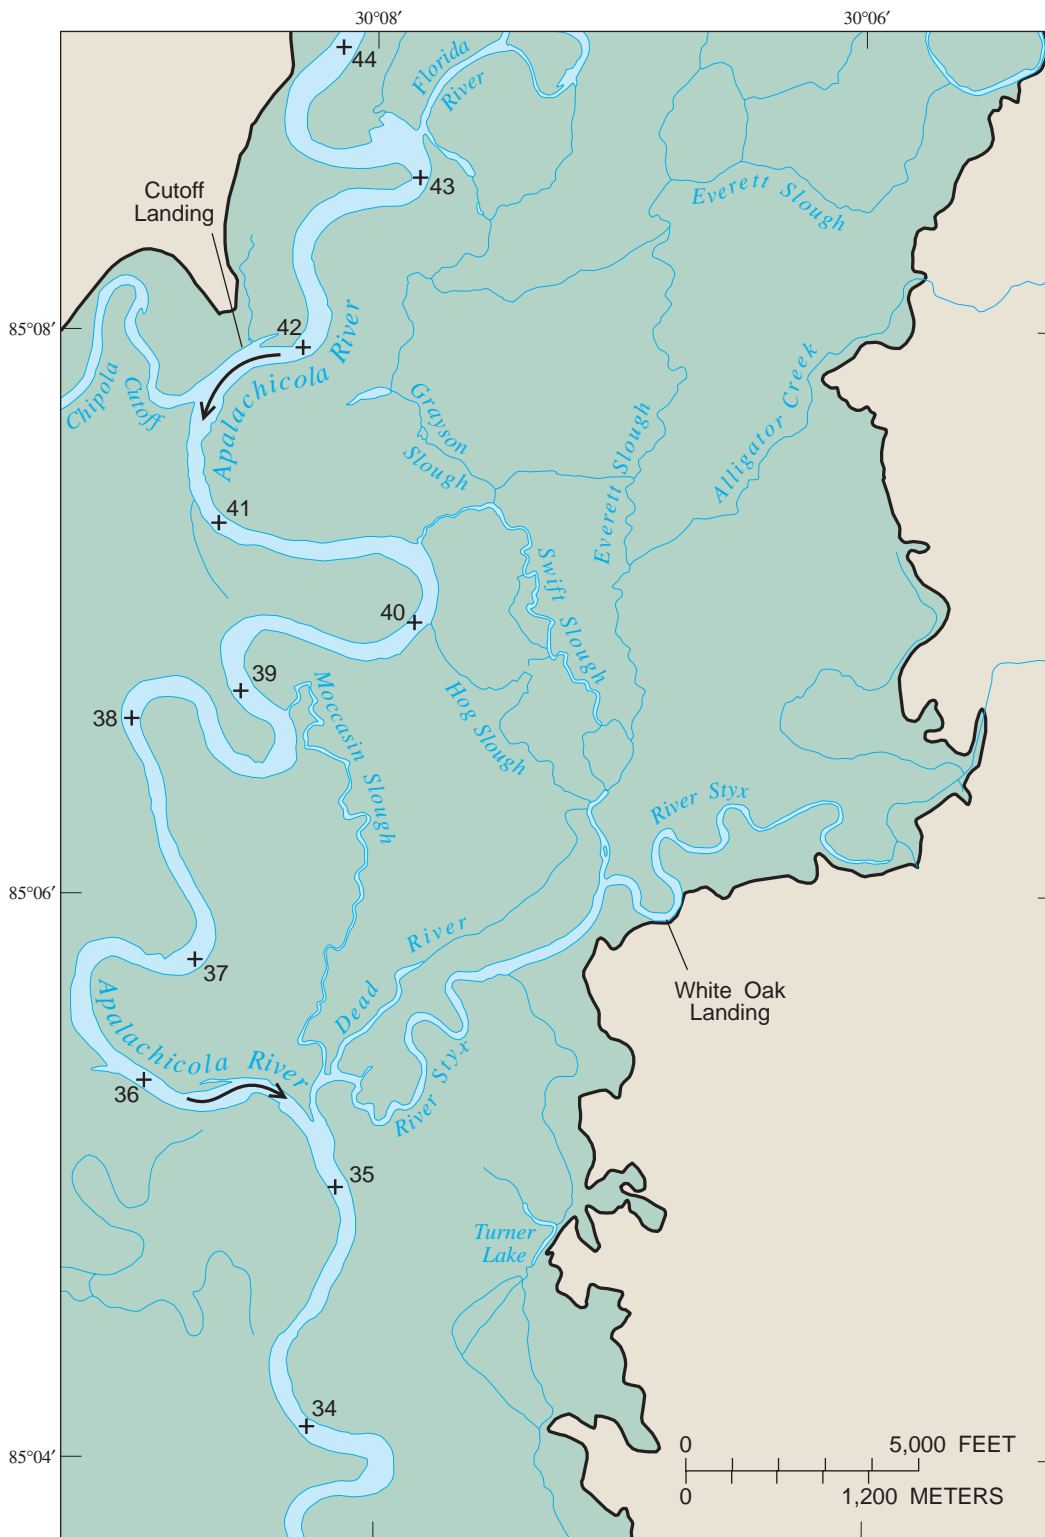 30°08′
30°06′
44
Florida
River
43
Everett Slough
Cutoff
Landing
85°08′
42
Apalachicola River
Chipola
Cutoff
Grayson
Slough
Everett Slough
Alligator Creek
41
Swift Slough
40
39
38
Moccasin Slough
Hog Slough
River Styx
85°06′
37
Dead River
White Oak
Landing
Apalachicola River
36
River Styx
35
Turner
Lake
34
85°04′
0 5,000 FEET
0 1,200 METERS